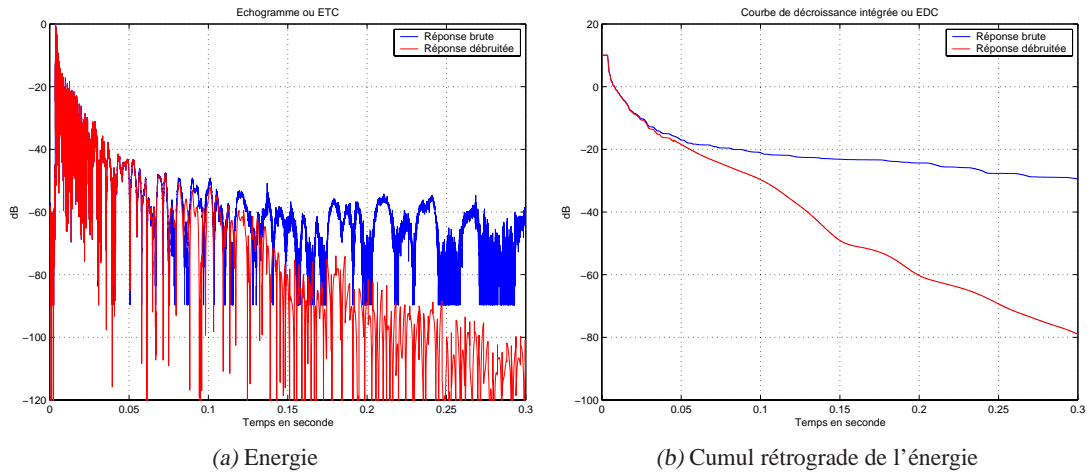 Echogramme ou ETC
Réponse brute
Réponse débruitée
0
−20
−40
−60
−80
−100
−120
dB
0
0.05
0.1
0.15
0.2
0.25
0.3
Temps en seconde
(a) Energie
Courbe de décroissance intégrée ou EDC
Réponse brute
Réponse débruitée
20
0
−20
−40
−60
−80
−100
dB
0
0.05
0.1
0.15
0.2
0.25
0.3
Temps en seconde
(b) Cumul rétrograde de l’énergie